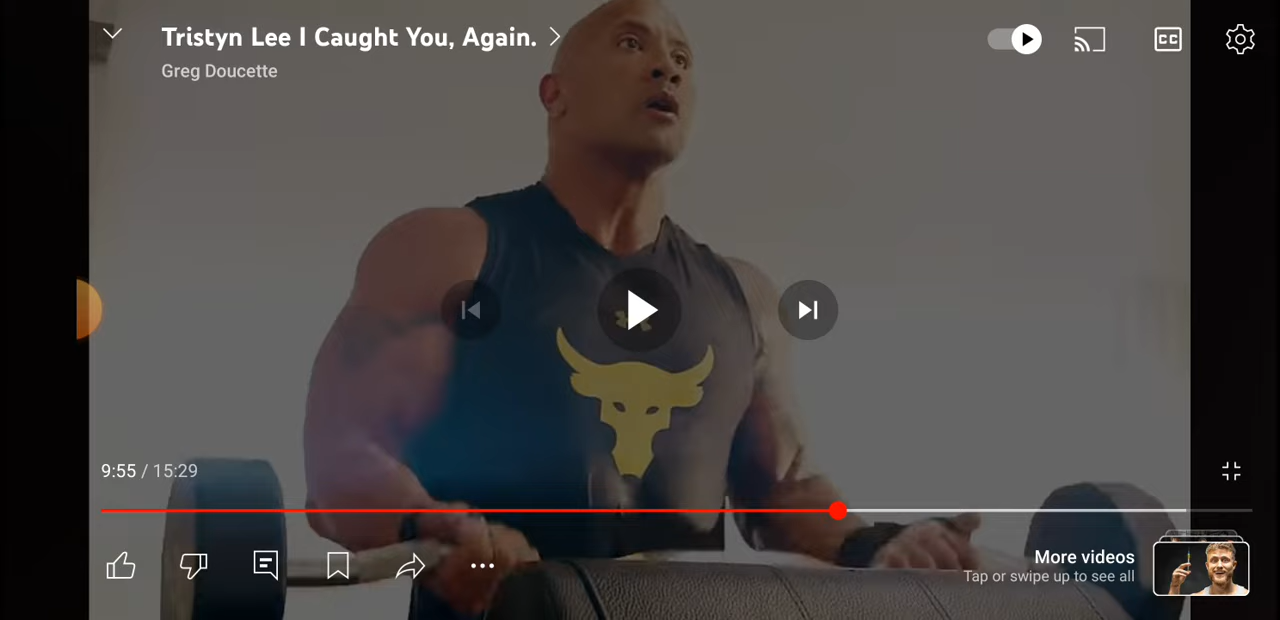 Tristyn Lee I Caught You, Again.
Greg Doucette
CC
9:55 / 15:29
More videos
Tap or swipe up to see all